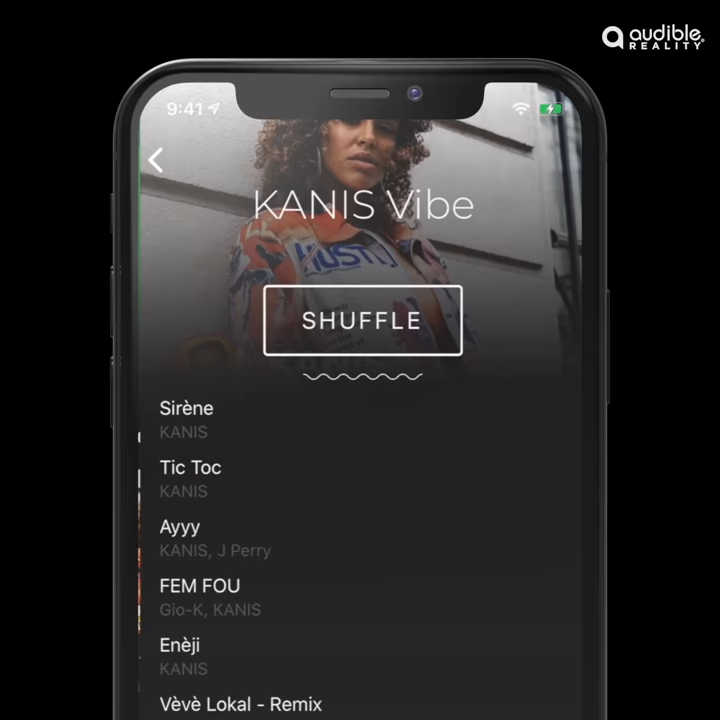 audible
REALITY
9:41
KANIS Vibe
HUSTL
SHUFFLE
Sirène
KANIS
Tic Toc
KANIS
Ayyy
KANIS, J Perry
FEM FOU
Gio-K, KANIS
Enèji
KANIS
Vèvè Lokal - Remix